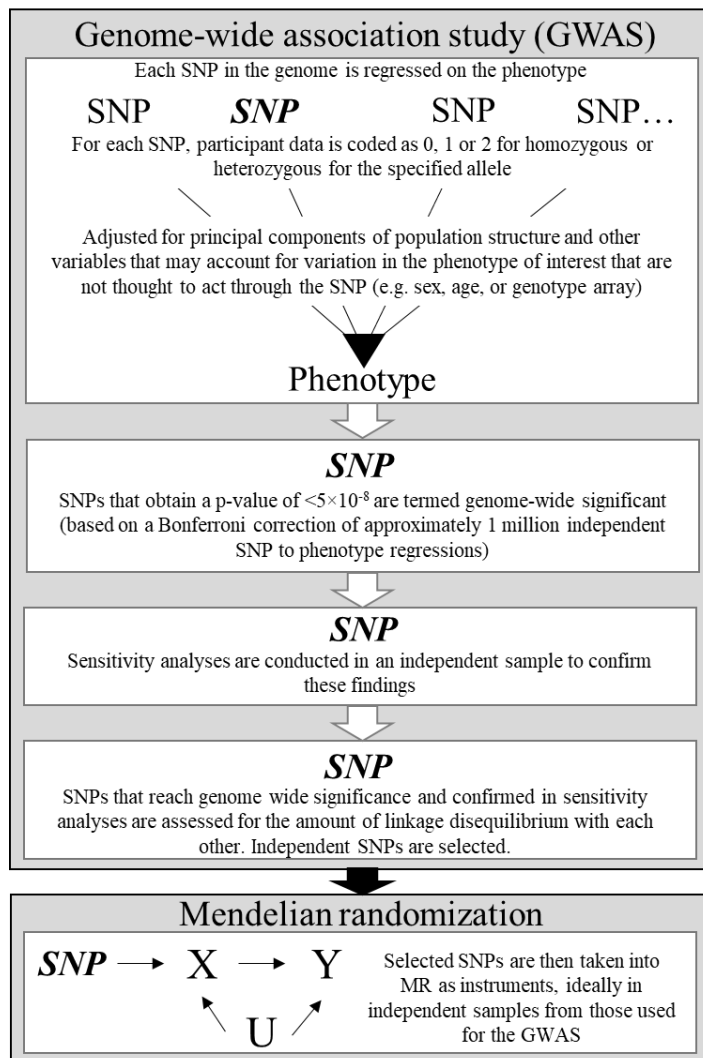 Genome-wide association study (GWAS)
Each SNP in the genome is regressed on the phenotype
SNP SNP SNP SNP…
For each SNP, participant data is coded as 0, 1 or 2 for homozygous or
heterozygous for the specified allele
Adjusted for principal components of population structure and other
variables that may account for variation in the phenotype of interest that are
not thought to act through the SNP (e.g. sex, age, or genotype array)
Phenotype
SNP
SNPs that obtain a p-value of <5×10⁻⁸ are termed genome-wide significant
(based on a Bonferroni correction of approximately 1 million independent
SNP to phenotype regressions)
SNP
Sensitivity analyses are conducted in an independent sample to confirm
these findings
SNP
SNPs that reach genome wide significance and confirmed in sensitivity
analyses are assessed for the amount of linkage disequilibrium with each
other. Independent SNPs are selected.
Mendelian randomization
SNP X Y
U
Selected SNPs are then taken into
MR as instruments, ideally in
independent samples from those used
for the GWAS